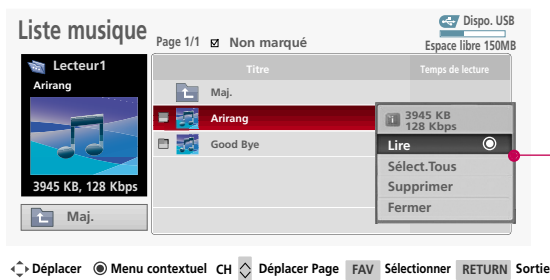 Liste musique
Page 1/1 Non marqué
Dispo. USB
Espace libre 150MB
Lecteur1
Arirang
3945 KB, 128 Kbps
Maj.
Titre Temps de lecture
Maj.
Arirang
Good Bye
3945 KB
128 Kbps
Lire
Sélect.Tous
Supprimer
Fermer
Déplacer Menu contextuel CH Déplacer Page FAV Sélectionner RETURN Sortie